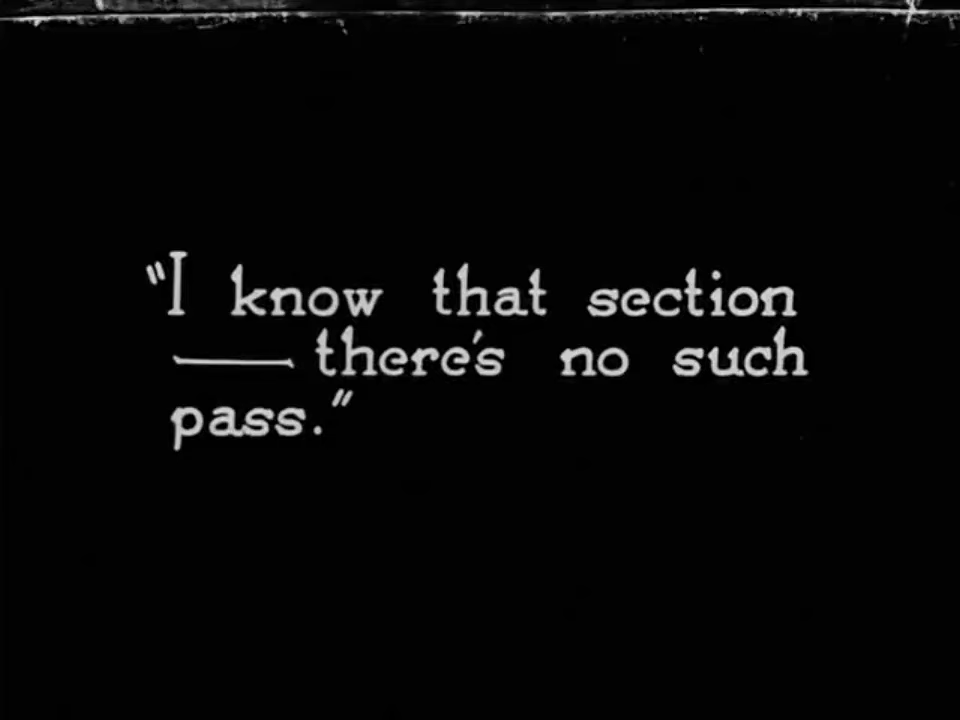 "I know that section
— there's no such
pass."